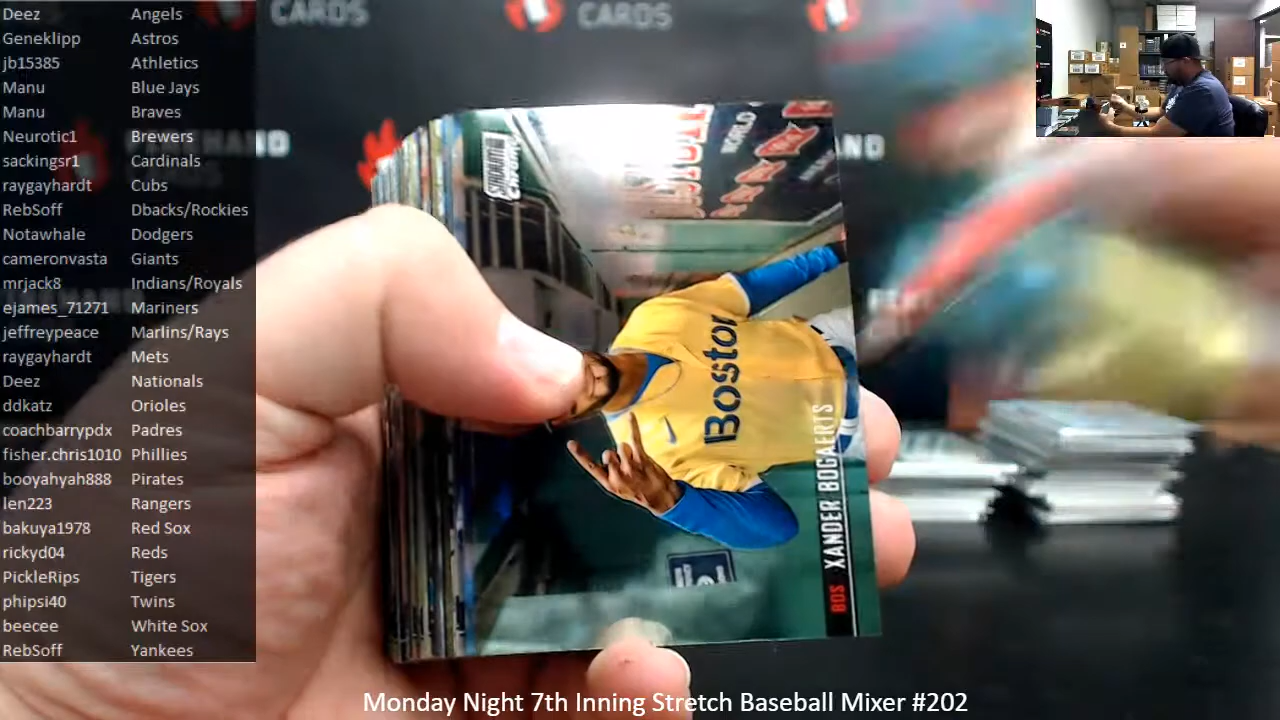 Deez Angels
Geneklipp Astros
jb15385 Athletics
Manu Blue Jays
Manu Braves
Neurotic1 Brewers
sackingsr1 Cardinals
raygayhardt Cubs
RebSoff Dbacks/Rockies
Notawhale Dodgers
cameronvasta Giants
mrjack8 Indians/Royals
ejames_71271 Mariners
jeffreypeace Marlins/Rays
raygayhardt Mets
Deez Nationals
ddkatz Orioles
coachbarrypdx Padres
fisher.chris1010 Phillies
booyahyah888 Pirates
len223 Rangers
bakuya1978 Red Sox
rickyd04 Reds
PickleRips Tigers
phipsi40 Twins
beecee White Sox
RebSoff Yankees
CARDS
CARDS
STADIUM
WORLD
Boston
BOS XANDER BOGAERTS
Monday Night 7th Inning Stretch Baseball Mixer #202